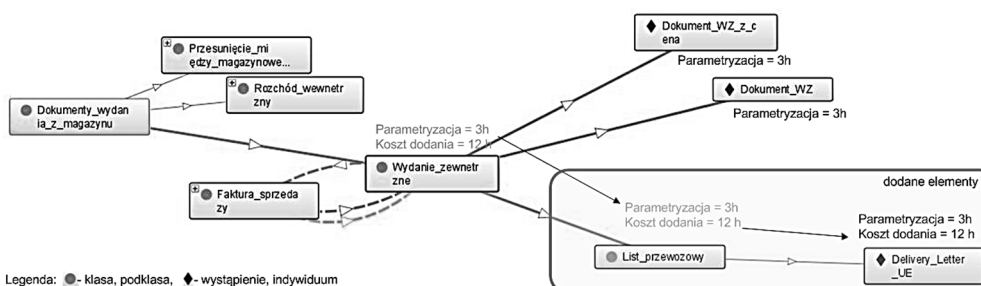 Dokument_WZ_z_c
ena
Parametryzacja = 3h
Przesunięcie_mi
ędzy_magazynowe...
Rozchód_wewnetr
zny
Dokument_WZ
Parametryzacja = 3h
Dokumenty_wydan
ia_z_magazynu
Parametryzacja = 3h
Koszt dodania = 12 h
Wydanie_zewnetr
zne
Faktura_sprzeda
zy
dodane elementy
Parametryzacja = 3h
Koszt dodania = 12 h
Parametryzacja = 3h
Koszt dodania = 12 h
List_przewozowy
Delivery_Letter
_UE
Legenda: - klasa, podklasa, - wystąpienie, indywiduum